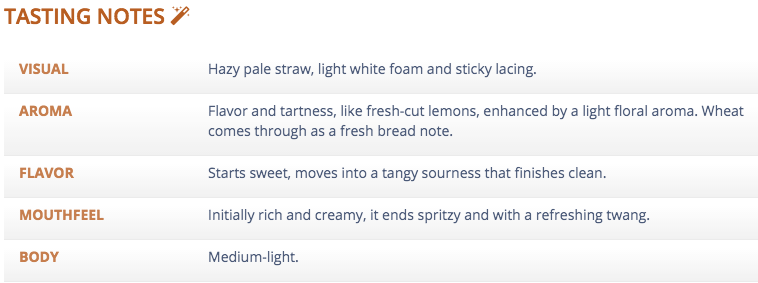 TASTING NOTES
VISUAL
Hazy pale straw, light white foam and sticky lacing.
AROMA
Flavor and tartness, like fresh-cut lemons, enhanced by a light floral aroma. Wheat
comes through as a fresh bread note.
FLAVOR
Starts sweet, moves into a tangy sourness that finishes clean.
MOUTHFEEL
Initially rich and creamy, it ends spritzy and with a refreshing twang.
BODY
Medium-light.